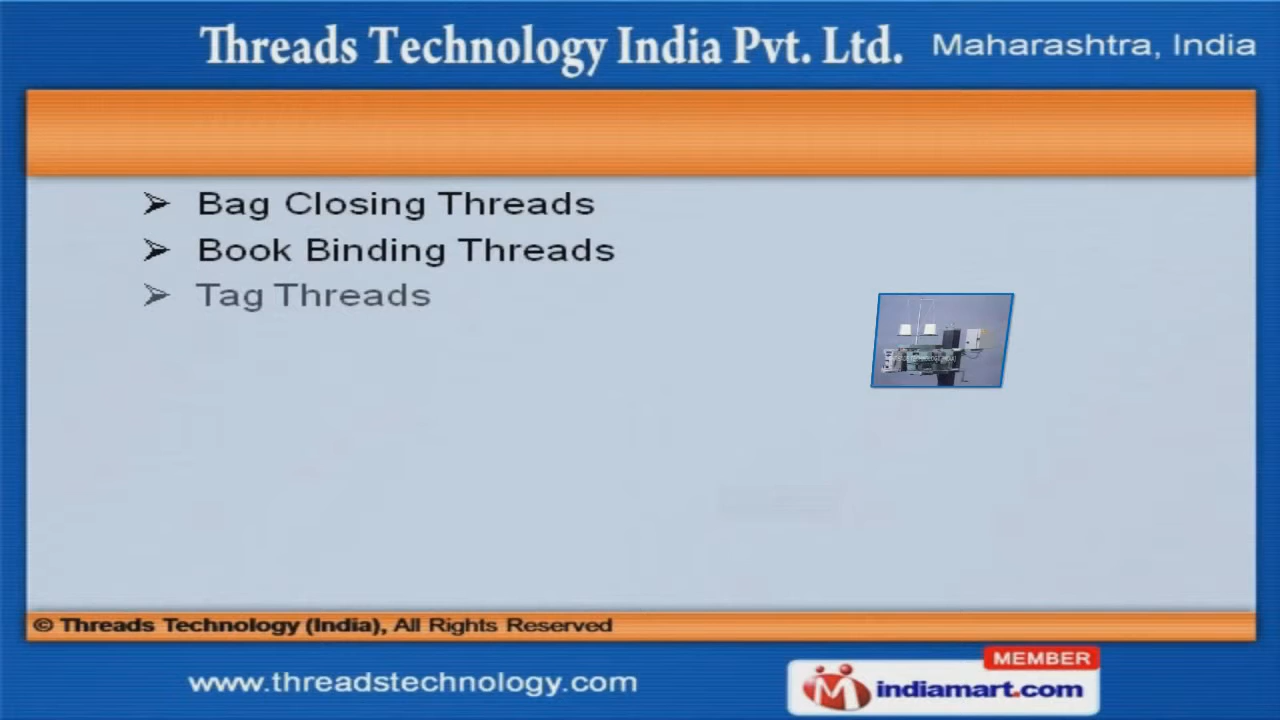 Threads Technology India Pvt. Ltd. Maharashtra, India
➢ Bag Closing Threads
➢ Book Binding Threads
➢ Tag Threads
© Threads Technology (India), All Rights Reserved
www.threadstechnology.com
MEMBER
indiamart.com